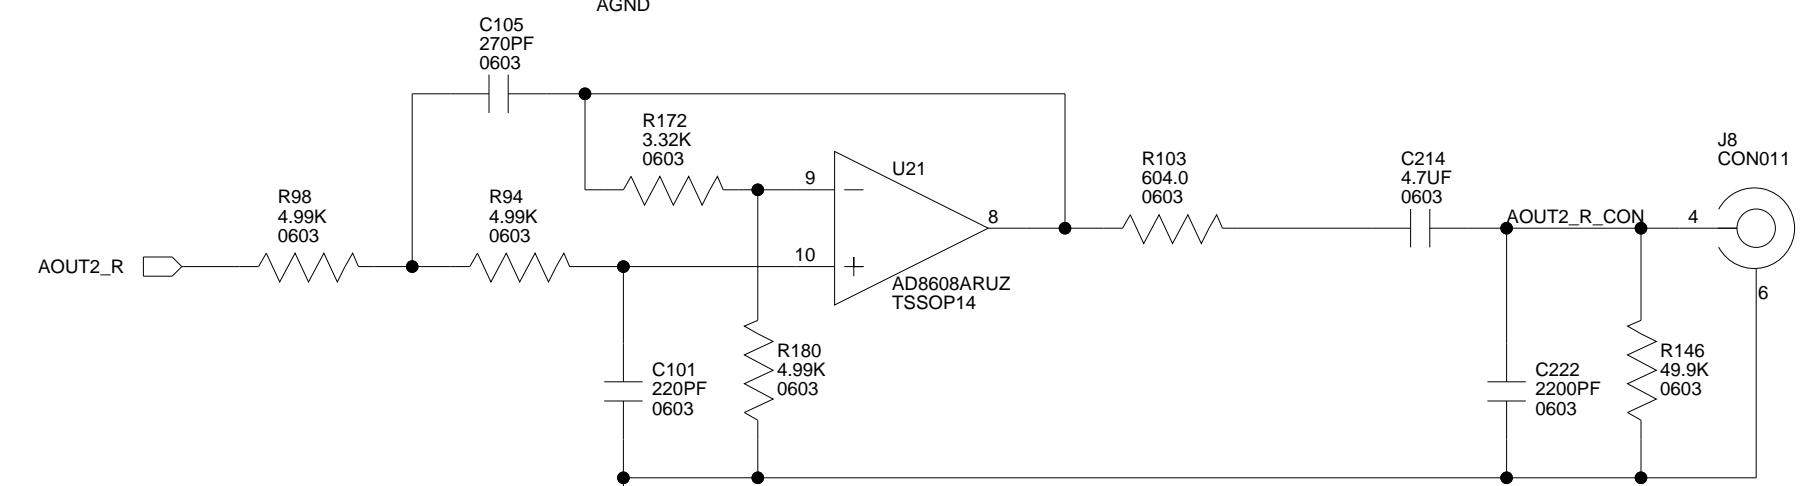 AGND
C105
270PF
0603
R172
3.32K
0603
U21
9
8
10
AD8608ARUZ
TSSOP14
R98
4.99K
0603
R94
4.99K
0603
AOUT2_R
R103
604.0
0603
C214
4.7UF
0603
AOUT2_R_CON
4
J8
CON011
6
C101
220PF
0603
R180
4.99K
0603
C222
2200PF
0603
R146
49.9K
0603